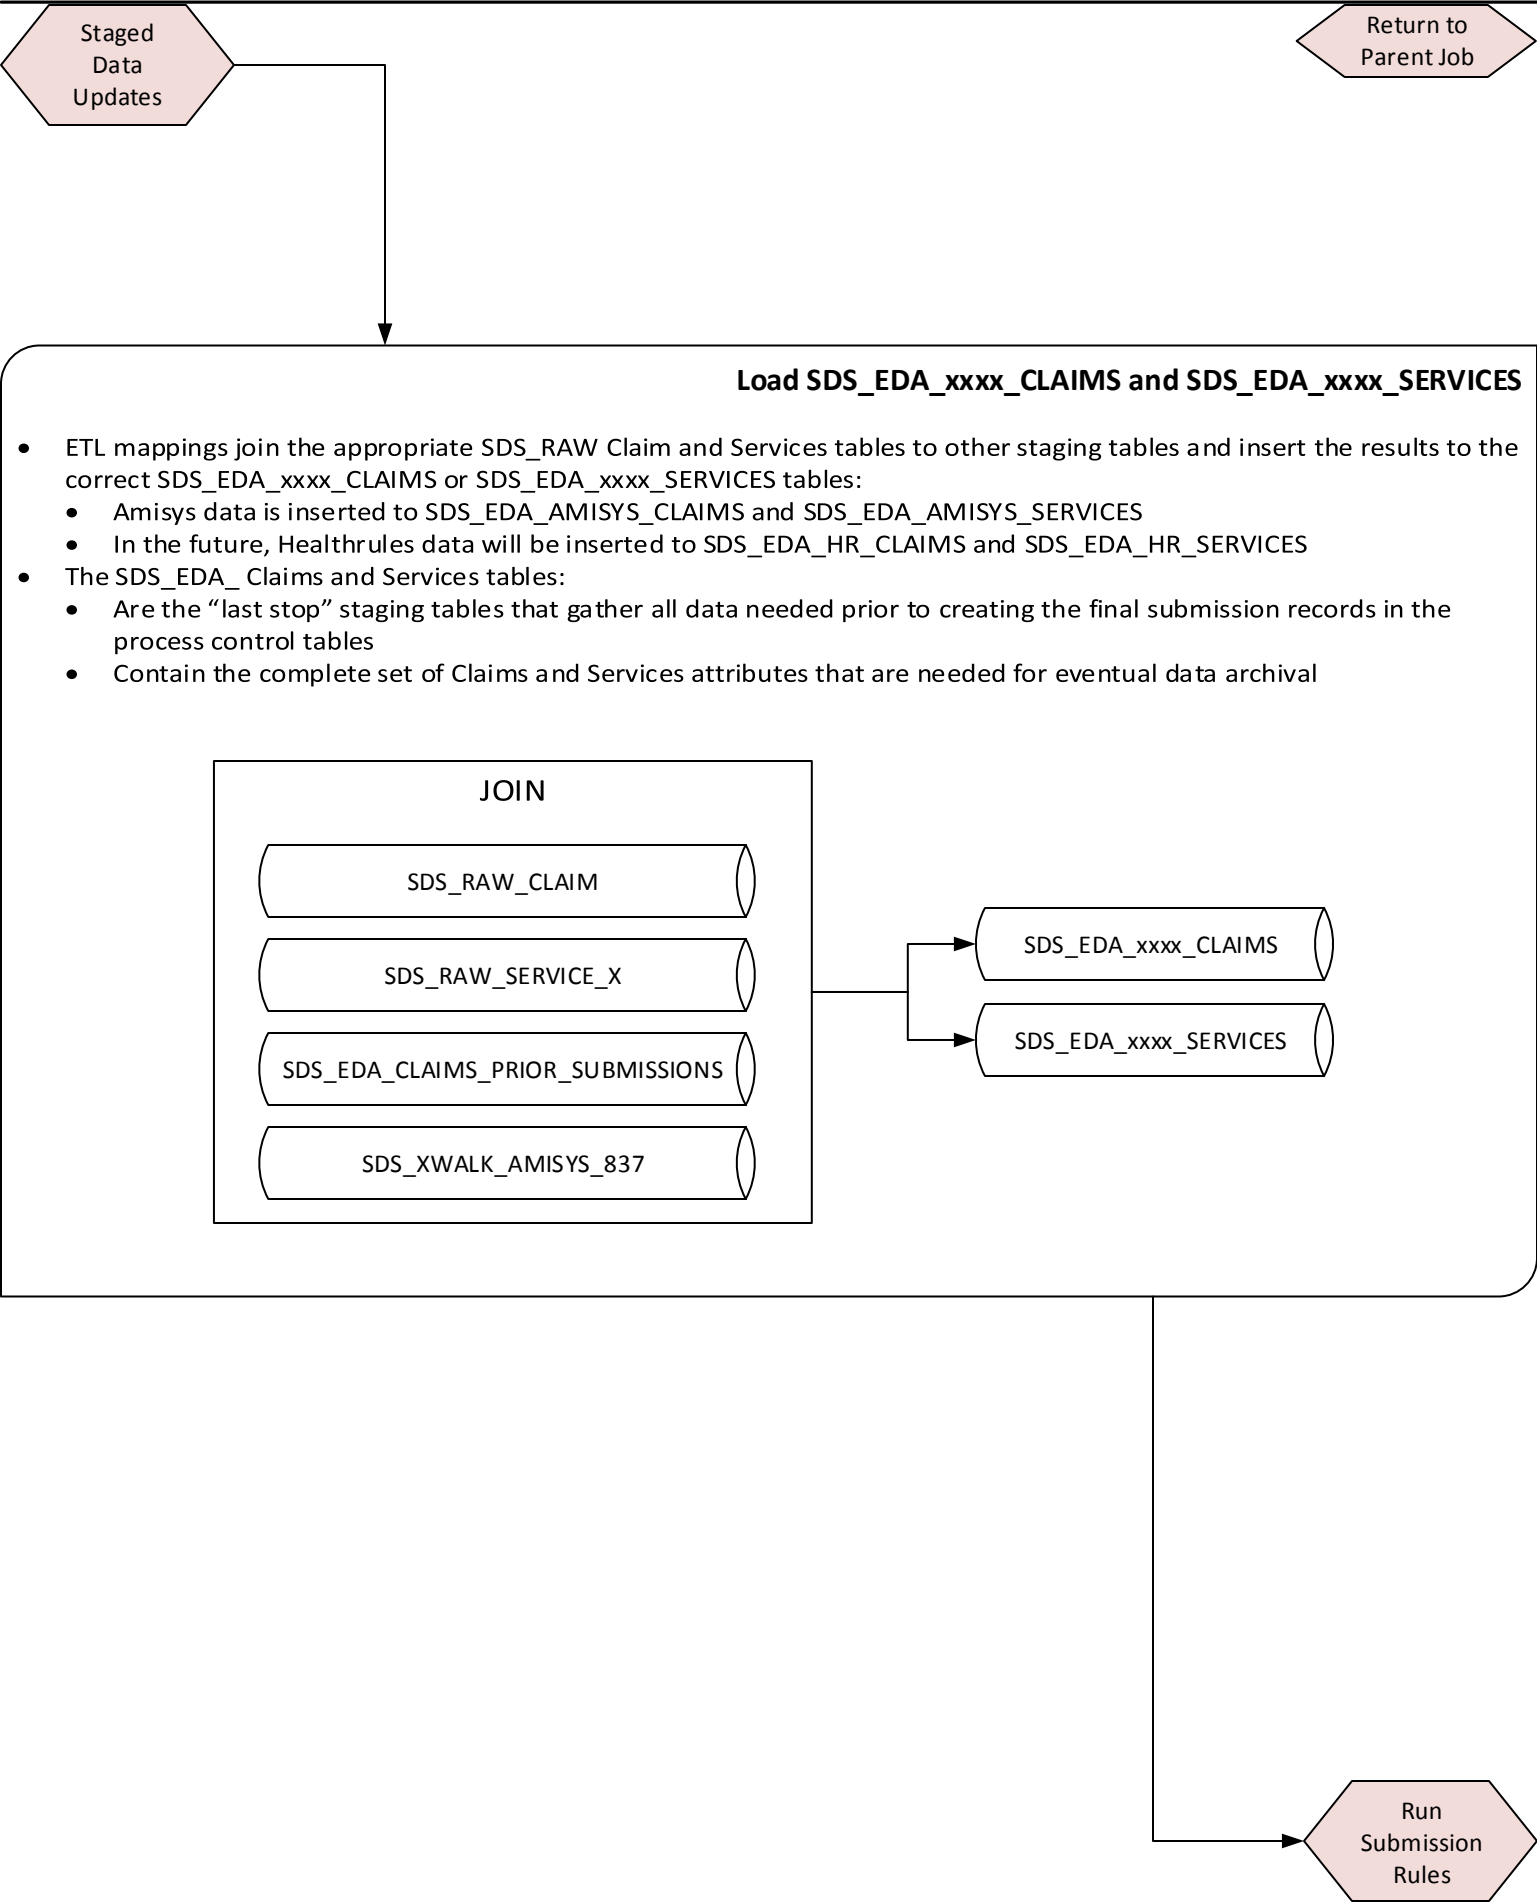 Staged
Data
Updates
Return to
Parent Job
Load SDS_EDA_xxxx_CLAIMS and SDS_EDA_xxxx_SERVICES
• ETL mappings join the appropriate SDS_RAW Claim and Services tables to other staging tables and insert the results to the
correct SDS_EDA_xxxx_CLAIMS or SDS_EDA_xxxx_SERVICES tables:
• Amisys data is inserted to SDS_EDA_AMISYS_CLAIMS and SDS_EDA_AMISYS_SERVICES
• In the future, Healthrules data will be inserted to SDS_EDA_HR_CLAIMS and SDS_EDA_HR_SERVICES
• The SDS_EDA_ Claims and Services tables:
• Are the “last stop” staging tables that gather all data needed prior to creating the final submission records in the
process control tables
• Contain the complete set of Claims and Services attributes that are needed for eventual data archival
JOIN
SDS_RAW_CLAIM
SDS_RAW_SERVICE_X
SDS_EDA_CLAIMS_PRIOR_SUBMISSIONS
SDS_XWALK_AMISYS_837
SDS_EDA_xxxx_CLAIMS
SDS_EDA_xxxx_SERVICES
Run
Submission
Rules